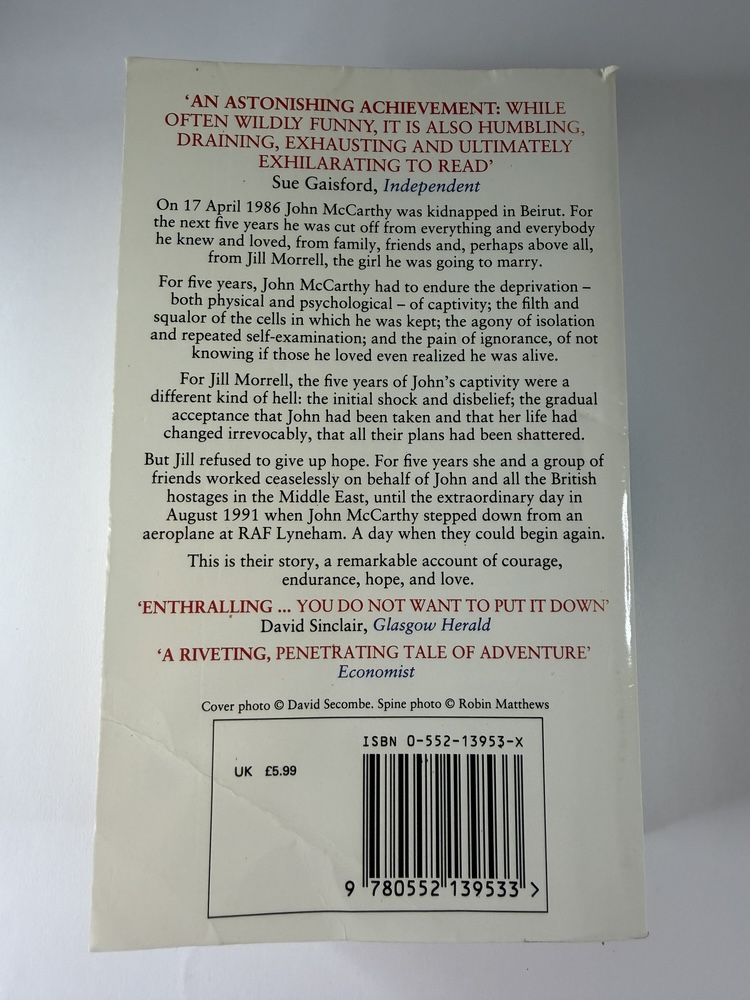 ‘AN ASTONISHING ACHIEVEMENT: WHILE
OFTEN WILDLY FUNNY, IT IS ALSO HUMBLING,
DRAINING, EXHAUSTING AND ULTIMATELY
EXHILARATING TO READ’
Sue Gaisford, Independent
On 17 April 1986 John McCarthy was kidnapped in Beirut. For
the next five years he was cut off from everything and everybody
he knew and loved, from family, friends and, perhaps above all,
from Jill Morrell, the girl he was going to marry.
For five years, John McCarthy had to endure the deprivation –
both physical and psychological – of captivity; the filth and
squalor of the cells in which he was kept; the agony of isolation
and repeated self-examination; and the pain of ignorance, of not
knowing if those he loved even realized he was alive.
For Jill Morrell, the five years of John’s captivity were a
different kind of hell: the initial shock and disbelief; the gradual
acceptance that John had been taken and that her life had
changed irrevocably, that all their plans had been shattered.
But Jill refused to give up hope. For five years she and a group of
friends worked ceaselessly on behalf of John and all the British
hostages in the Middle East, until the extraordinary day in
August 1991 when John McCarthy stepped down from an
aeroplane at RAF Lyneham. A day when they could begin again.
This is their story, a remarkable account of courage,
endurance, hope, and love.
‘ENTHRALLING ... YOU DO NOT WANT TO PUT IT DOWN’
David Sinclair, Glasgow Herald
‘A RIVETING, PENETRATING TALE OF ADVENTURE’
Economist
Cover photo © David Secombe. Spine photo © Robin Matthews
ISBN 0-552-13953-X
UK £5.99
9 780552 139533 >